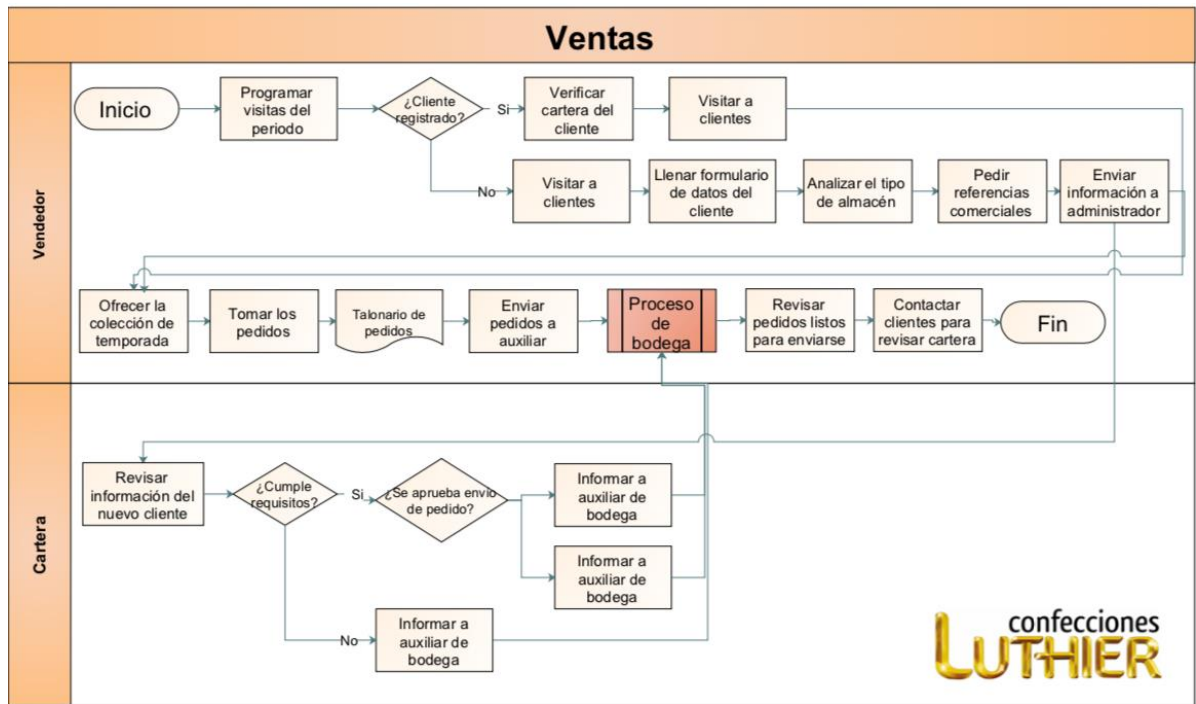 Ventas
Vendedor
Inicio
Programar
visitas del
periodo
¿Cliente
registrado?
Si
Verificar
cartera del
cliente
Visitar a
clientes
No
Visitar a
clientes
Llenar formulario
de datos del
cliente
Analizar el tipo
de almacén
Pedir
referencias
comerciales
Enviar
información a
administrador
Ofrecer la
colección de
temporada
Tomar los
pedidos
Talonario de
pedidos
Enviar
pedidos a
auxiliar
Proceso
de
bodega
Revisar
pedidos listos
para enviarse
Contactar
clientes para
revisar cartera
Fin
Cartera
Revisar
información del
nuevo cliente
¿Cumple
requisitos?
Si
¿Se aprueba envio
de pedido?
Informar a
auxiliar de
bodega
Informar a
auxiliar de
bodega
No
Informar a
auxiliar de
bodega
confecciones
LUTHIER